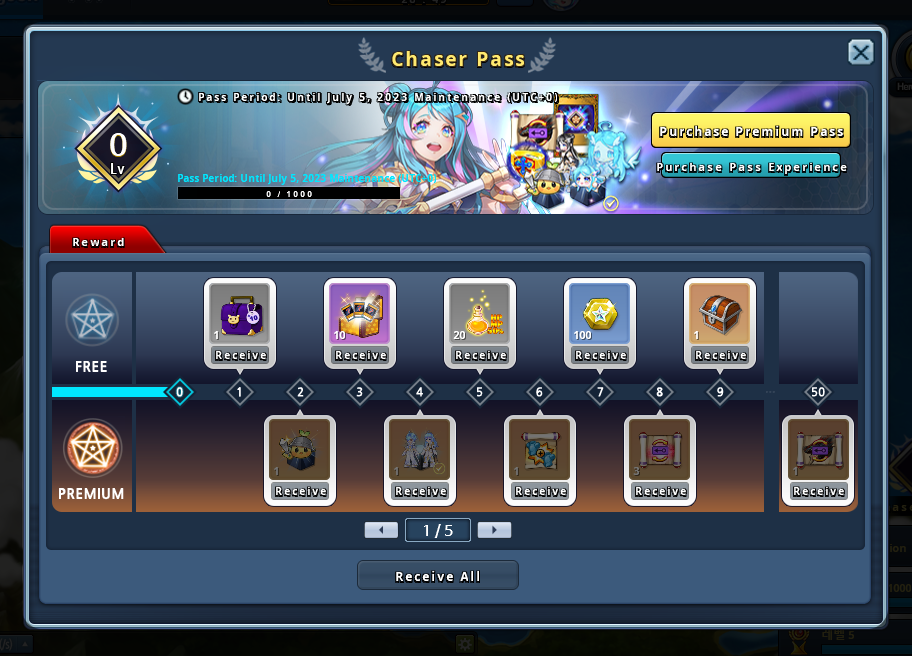 Chaser Pass
Pass Period: Until July 5, 2023 Maintenance (UTC+0)
0
Lv
Pass Period: Until July 5, 2023 Maintenance (UTC+0)
0 / 1000
Purchase Premium Pass
Purchase Pass Experience
Reward
FREE
1
10
20
100
1
Receive
Receive
Receive
Receive
Receive
0 1 2 3 4 5 6 7 8 9 ... 50
PREMIUM
1
1
1
3
1
Receive
Receive
Receive
Receive
Receive
1 / 5
Receive All
레벨 5